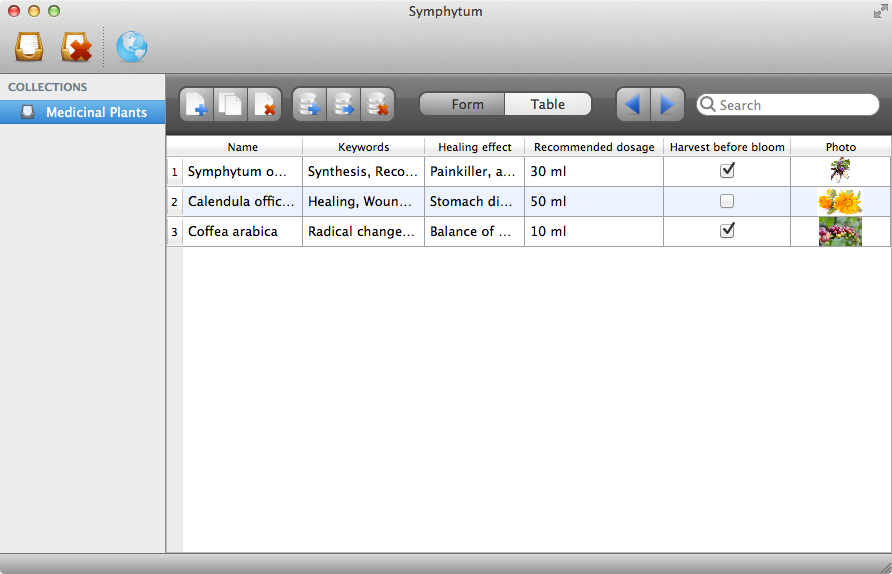 Symphytum
COLLECTIONS
Medicinal Plants
Form Table Search
Name Keywords Healing effect Recommended dosage Harvest before bloom Photo
1 Symphytum o... Synthesis, Reco... Painkiller, a... 30 ml
2 Calendula offic... Healing, Woun... Stomach di... 50 ml
3 Coffea arabica Radical change... Balance of ... 10 ml